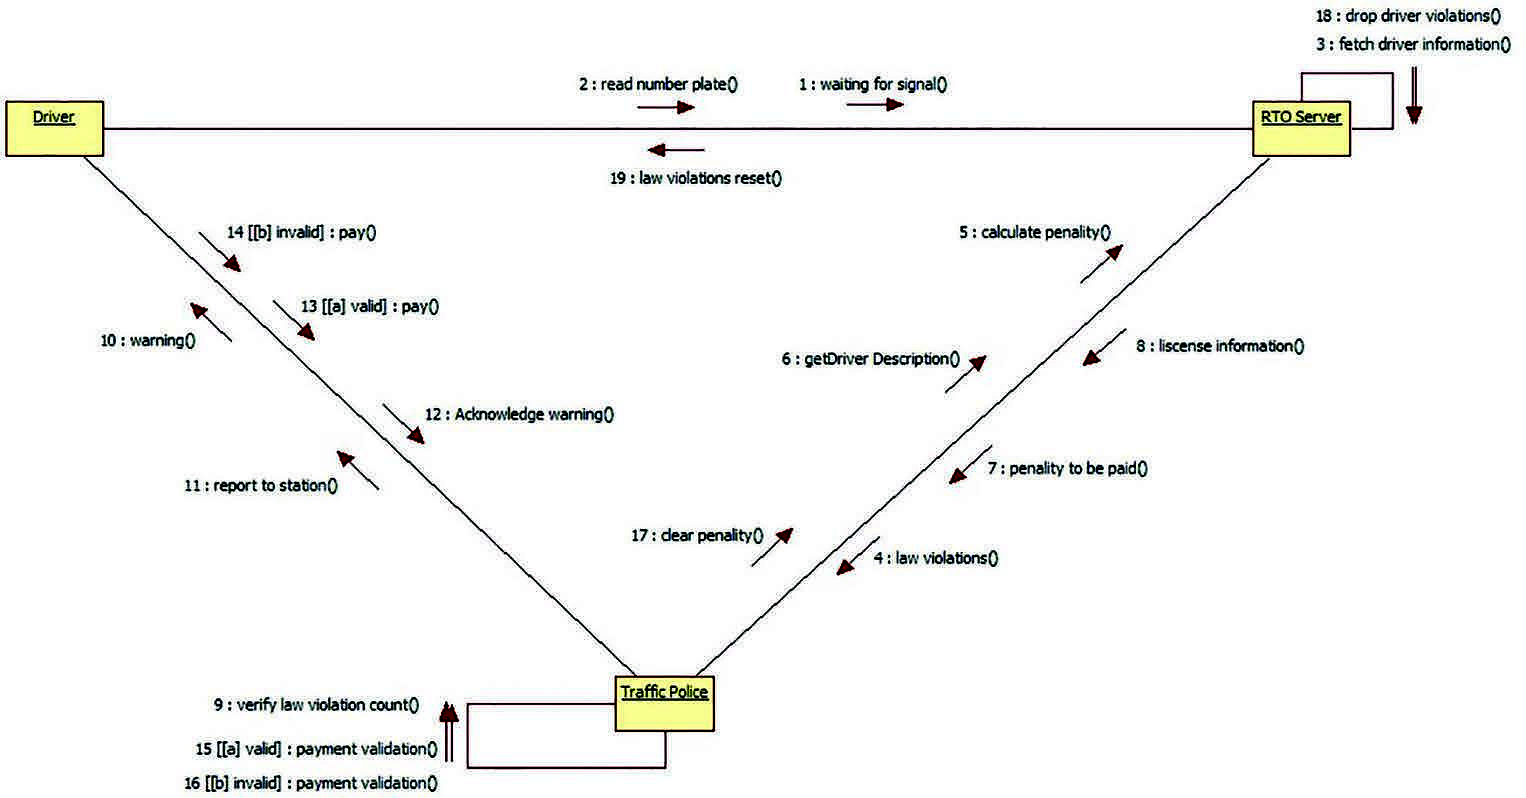 18 : drop driver violations()
3 : fetch driver information()
2 : read number plate()
1 : waiting for signal()
Driver
RTO Server
19 : law violations reset()
14 [[b] invalid] : pay()
5 : calculate penality()
13 [[a] valid] : pay()
10 : warning()
8 : liscense information()
6 : getDriver Description()
12 : Acknowledge warning()
7 : penality to be paid()
11 : report to station()
17 : clear penality()
4 : law violations()
Traffic Police
9 : verify law violation count()
15 [[a] valid] : payment validation()
16 [[b] invalid] : payment validation()